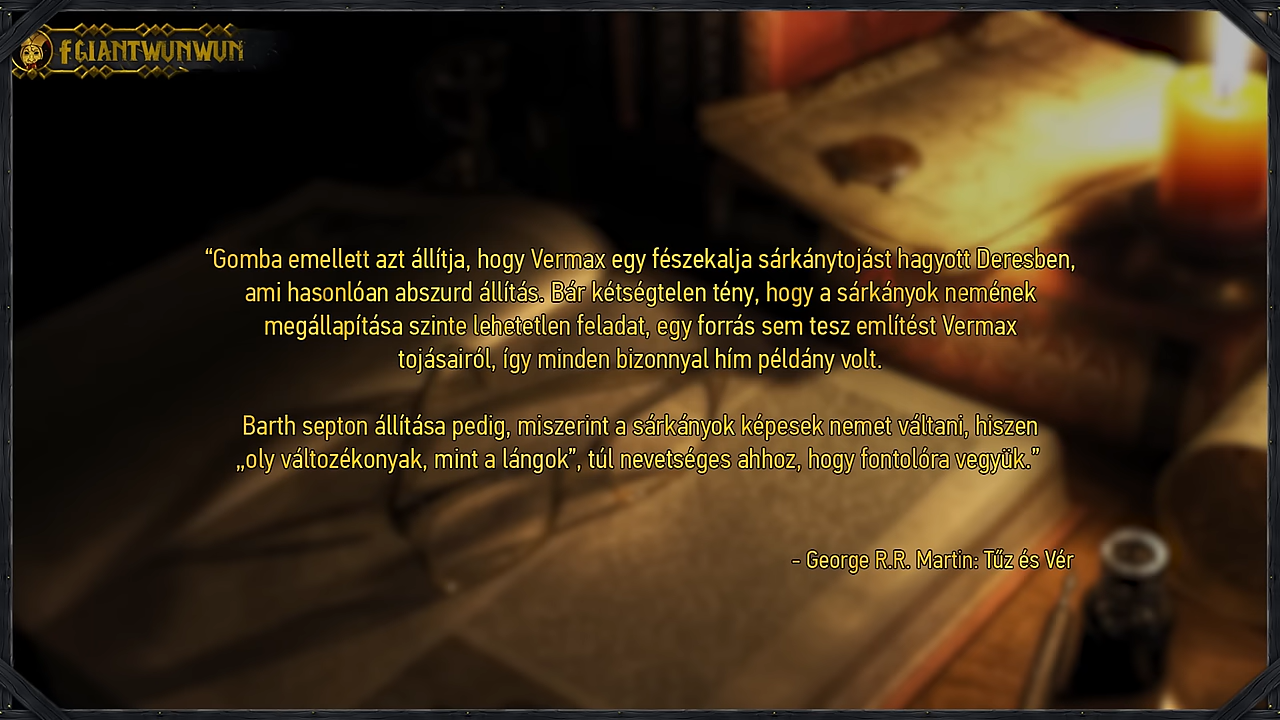 fGIANTWUNWUN
“Gomba emellett azt állítja, hogy Vermax egy fészekalja sárkánytojást hagyott Deresben,
ami hasonlóan abszurd állítás. Bár kétségtelen tény, hogy a sárkányok nemének
megállapítása szinte lehetetlen feladat, egy forrás sem tesz említést Vermax
tojásairól, így minden bizonnyal hím példány volt.
Barth septon állítása pedig, miszerint a sárkányok képesek nemet váltani, hiszen
„oly változékonyak, mint a lángok”, túl nevetséges ahhoz, hogy fontolóra vegyük.”
- George R.R. Martin: Tűz és Vér